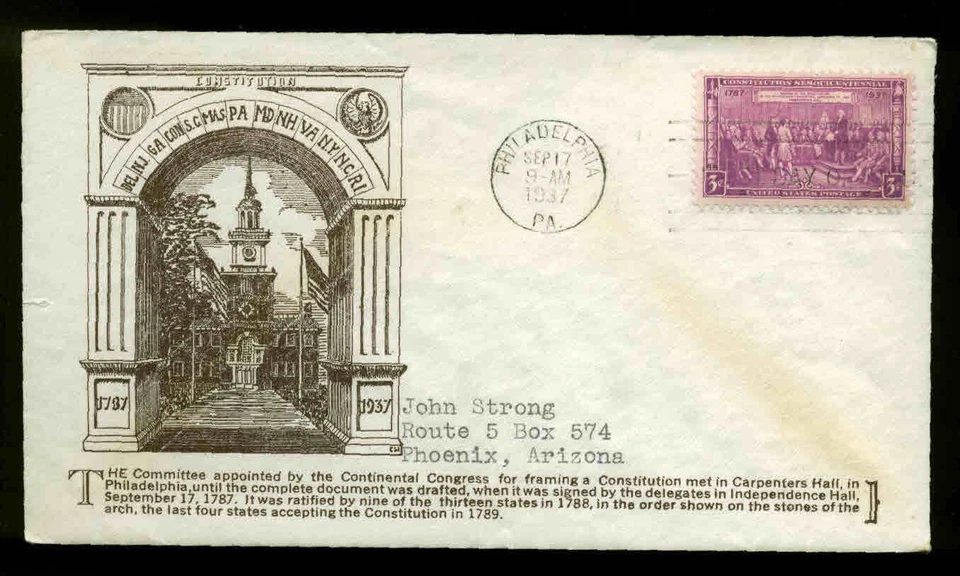 CONSTITUTION
DEL NJ. GA CON S.C MAS PA MD NH VA NY N.C R.I.
1787
1937
PHILADELPHIA
SEP 17
9-AM
1937
PA.
CONSTITUTION SESQUICENTENNIAL
1787 1937
3¢ 3¢
UNITED STATES POSTAGE
John Strong
Route 5 Box 574
Phoenix, Arizona
THE Committee appointed by the Continental Congress for framing a Constitution met in Carpenters Hall, in
Philadelphia, until the complete document was drafted, when it was signed by the delegates in Independence Hall,
September 17, 1787. It was ratified by nine of the thirteen states in 1788, in the order shown on the stones of the
arch, the last four states accepting the Constitution in 1789.